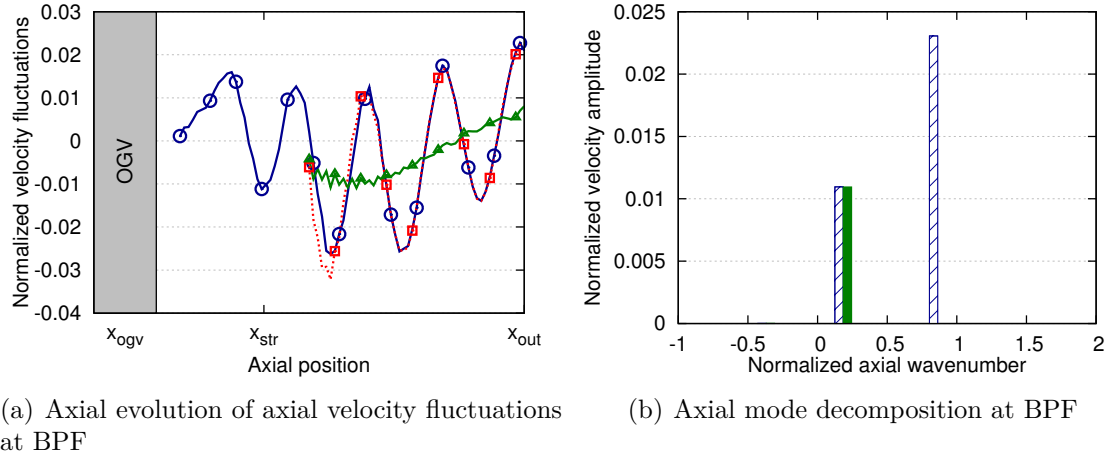 Normalized velocity fluctuations
0.03
0.02
0.01
0
-0.01
-0.02
-0.03
-0.04
OGV
x_ogv
x_str
x_out
Axial position
(a) Axial evolution of axial velocity fluctuations
at BPF
Normalized velocity amplitude
0.025
0.02
0.015
0.01
0.005
0
-1
-0.5
0
0.5
1
1.5
2
Normalized axial wavenumber
(b) Axial mode decomposition at BPF